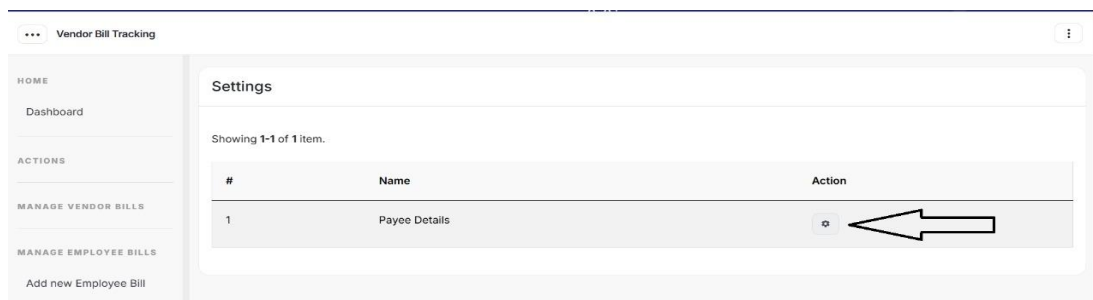 Vendor Bill Tracking
HOME
Dashboard
ACTIONS
MANAGE VENDOR BILLS
MANAGE EMPLOYEE BILLS
Add new Employee Bill
Settings
Showing 1-1 of 1 item.
# Name Action
1 Payee Details